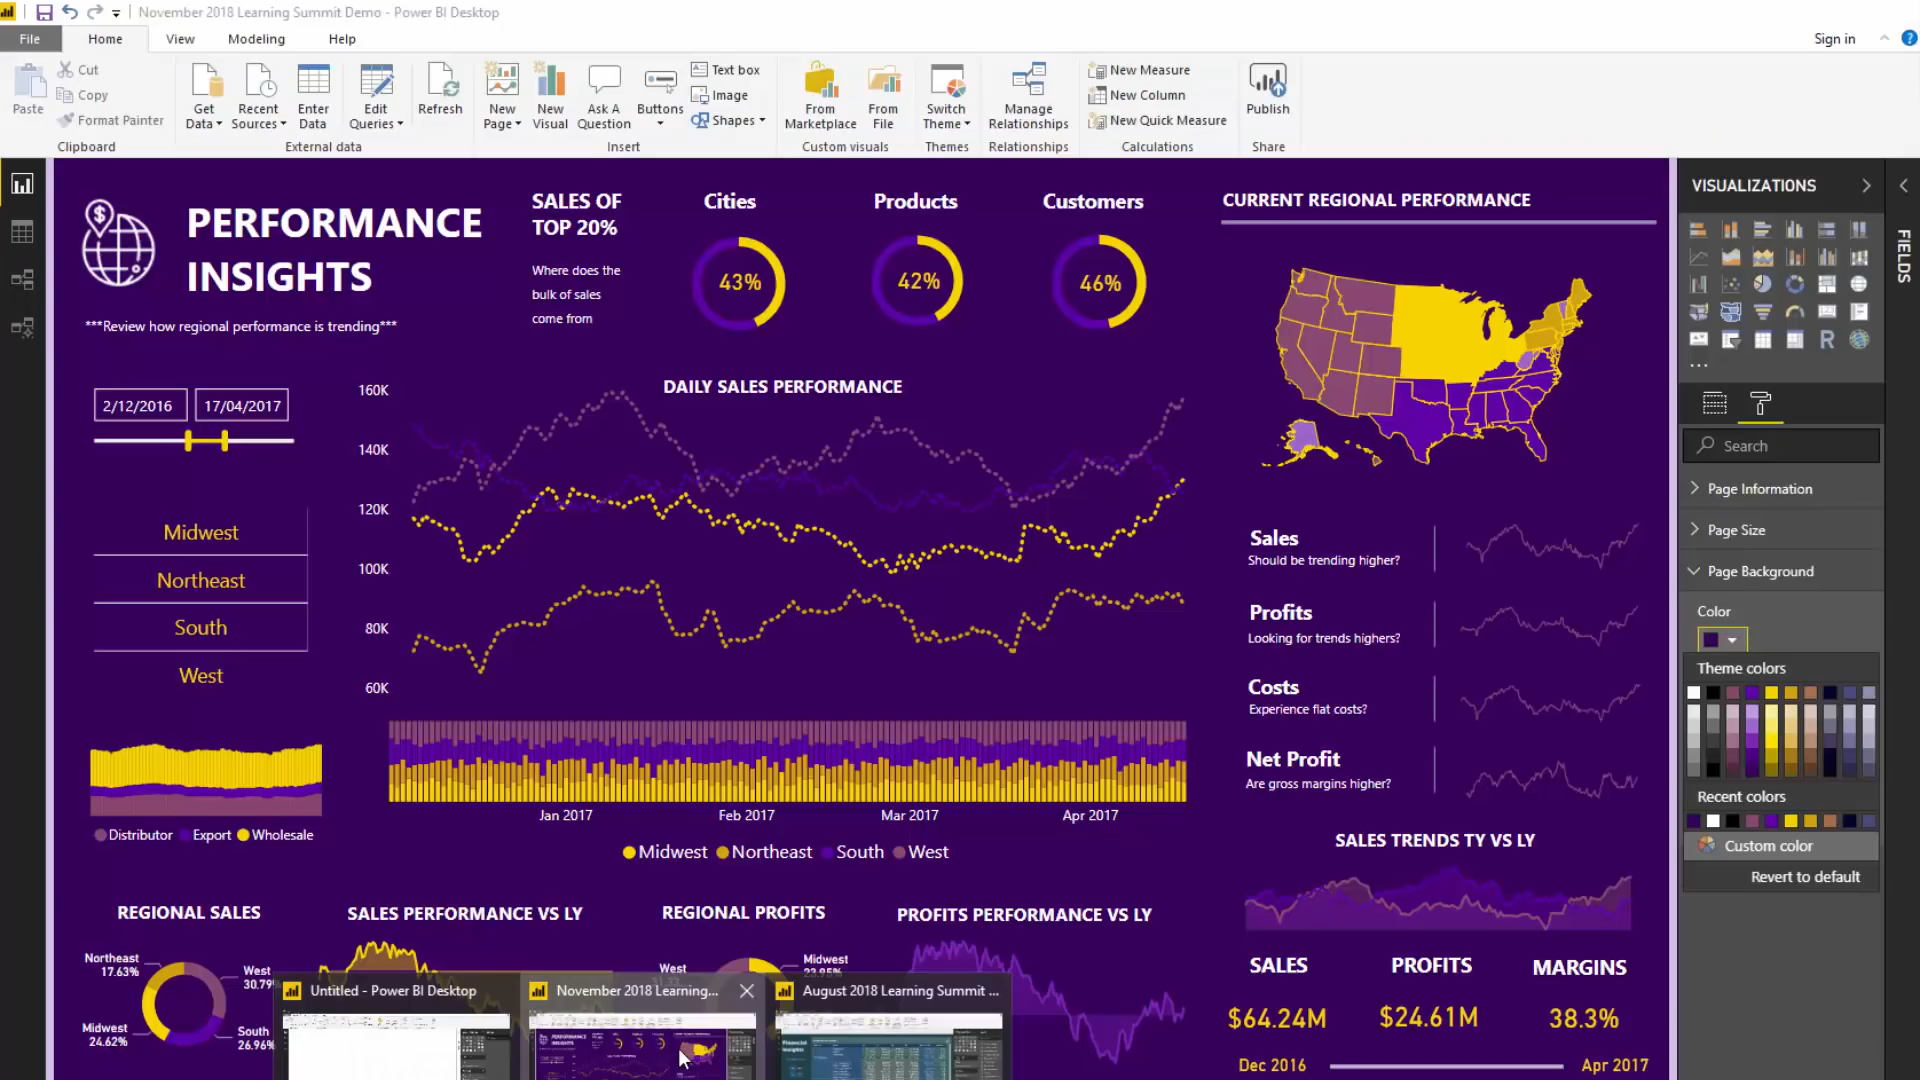 November 2018 Learning Summit Demo - Power BI Desktop
File
Home
View
Modeling
Help
Sign in
Paste
Cut
Copy
Format Painter
Clipboard
Get Data
Recent Sources
Enter Data
Edit Queries
External data
Refresh
New Page
New Visual
Ask A Question
Buttons
Text box
Image
Shapes
Insert
From Marketplace
From File
Custom visuals
Switch Theme
Themes
Manage Relationships
Relationships
New Measure
New Column
New Quick Measure
Calculations
Publish
Share
PERFORMANCE
INSIGHTS
***Review how regional performance is trending***
SALES OF
TOP 20%
Where does the
bulk of sales
come from
Cities
43%
Products
42%
Customers
46%
CURRENT REGIONAL PERFORMANCE
2/12/2016
17/04/2017
Midwest
Northeast
South
West
Distributor Export Wholesale
DAILY SALES PERFORMANCE
160K
140K
120K
100K
80K
60K
Jan 2017
Feb 2017
Mar 2017
Apr 2017
Midwest Northeast South West
Sales
Should be trending higher?
Profits
Looking for trends highers?
Costs
Experience flat costs?
Net Profit
Are gross margins higher?
SALES TRENDS TY VS LY
SALES
$64.24M
PROFITS
$24.61M
MARGINS
38.3%
Dec 2016
Apr 2017
REGIONAL SALES
Northeast
17.63%
West
30.79%
Midwest
24.62%
South
26.96%
SALES PERFORMANCE VS LY
REGIONAL PROFITS
West
Midwest
PROFITS PERFORMANCE VS LY
Untitled - Power BI Desktop
November 2018 Learning...
August 2018 Learning Summit ...
VISUALIZATIONS
FIELDS
R
Search
Page Information
Page Size
Page Background
Color
Theme colors
Recent colors
Custom color
Revert to default